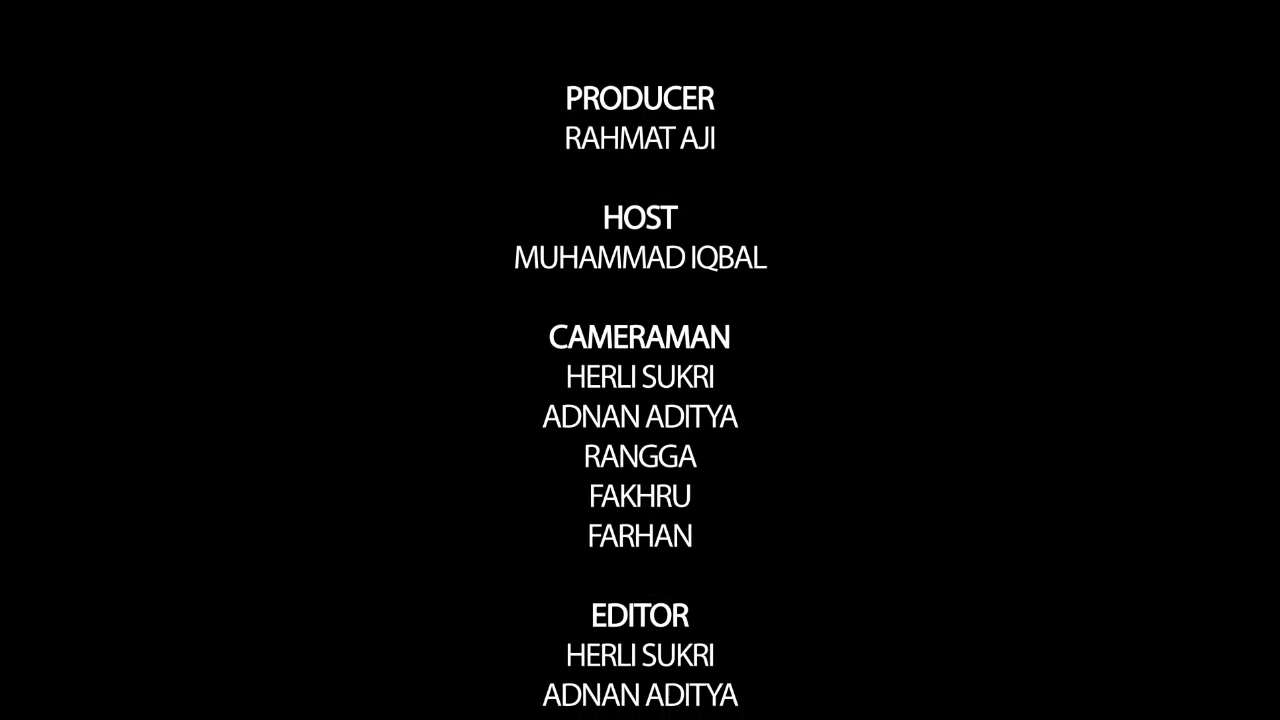 PRODUCER
RAHMAT AJI
HOST
MUHAMMAD IQBAL
CAMERAMAN
HERLI SUKRI
ADNAN ADITYA
RANGGA
FAKHRU
FARHAN
EDITOR
HERLI SUKRI
ADNAN ADITYA